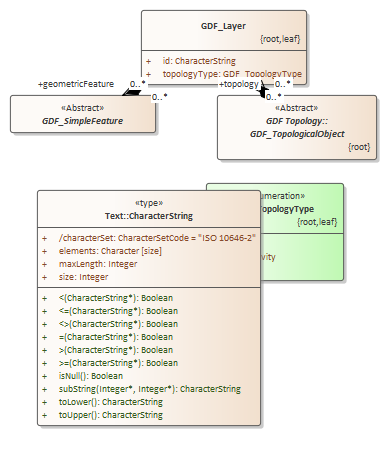 GDF_Layer
{root,leaf}
+ id: CharacterString
+ topologyType: GDF_TopologyType
+geometricFeature 0..*
+topology 0..*
0..*
0..*
«Abstract»
GDF_SimpleFeature
«Abstract»
GDF Topology::
GDF_TopologicalObject
{root}
«type»
Text::CharacterString
+ /characterSet: CharacterSetCode = "ISO 10646-2"
+ elements: Character [size]
+ maxLength: Integer
+ size: Integer
+ <(CharacterString*): Boolean
+ <=(CharacterString*): Boolean
+ <>(CharacterString*): Boolean
+ =(CharacterString*): Boolean
+ >(CharacterString*): Boolean
+ >=(CharacterString*): Boolean
+ isNull(): Boolean
+ subString(Integer*, Integer*): CharacterString
+ toLower(): CharacterString
+ toUpper(): CharacterString
umeration»
opologyType
{root,leaf}
vity